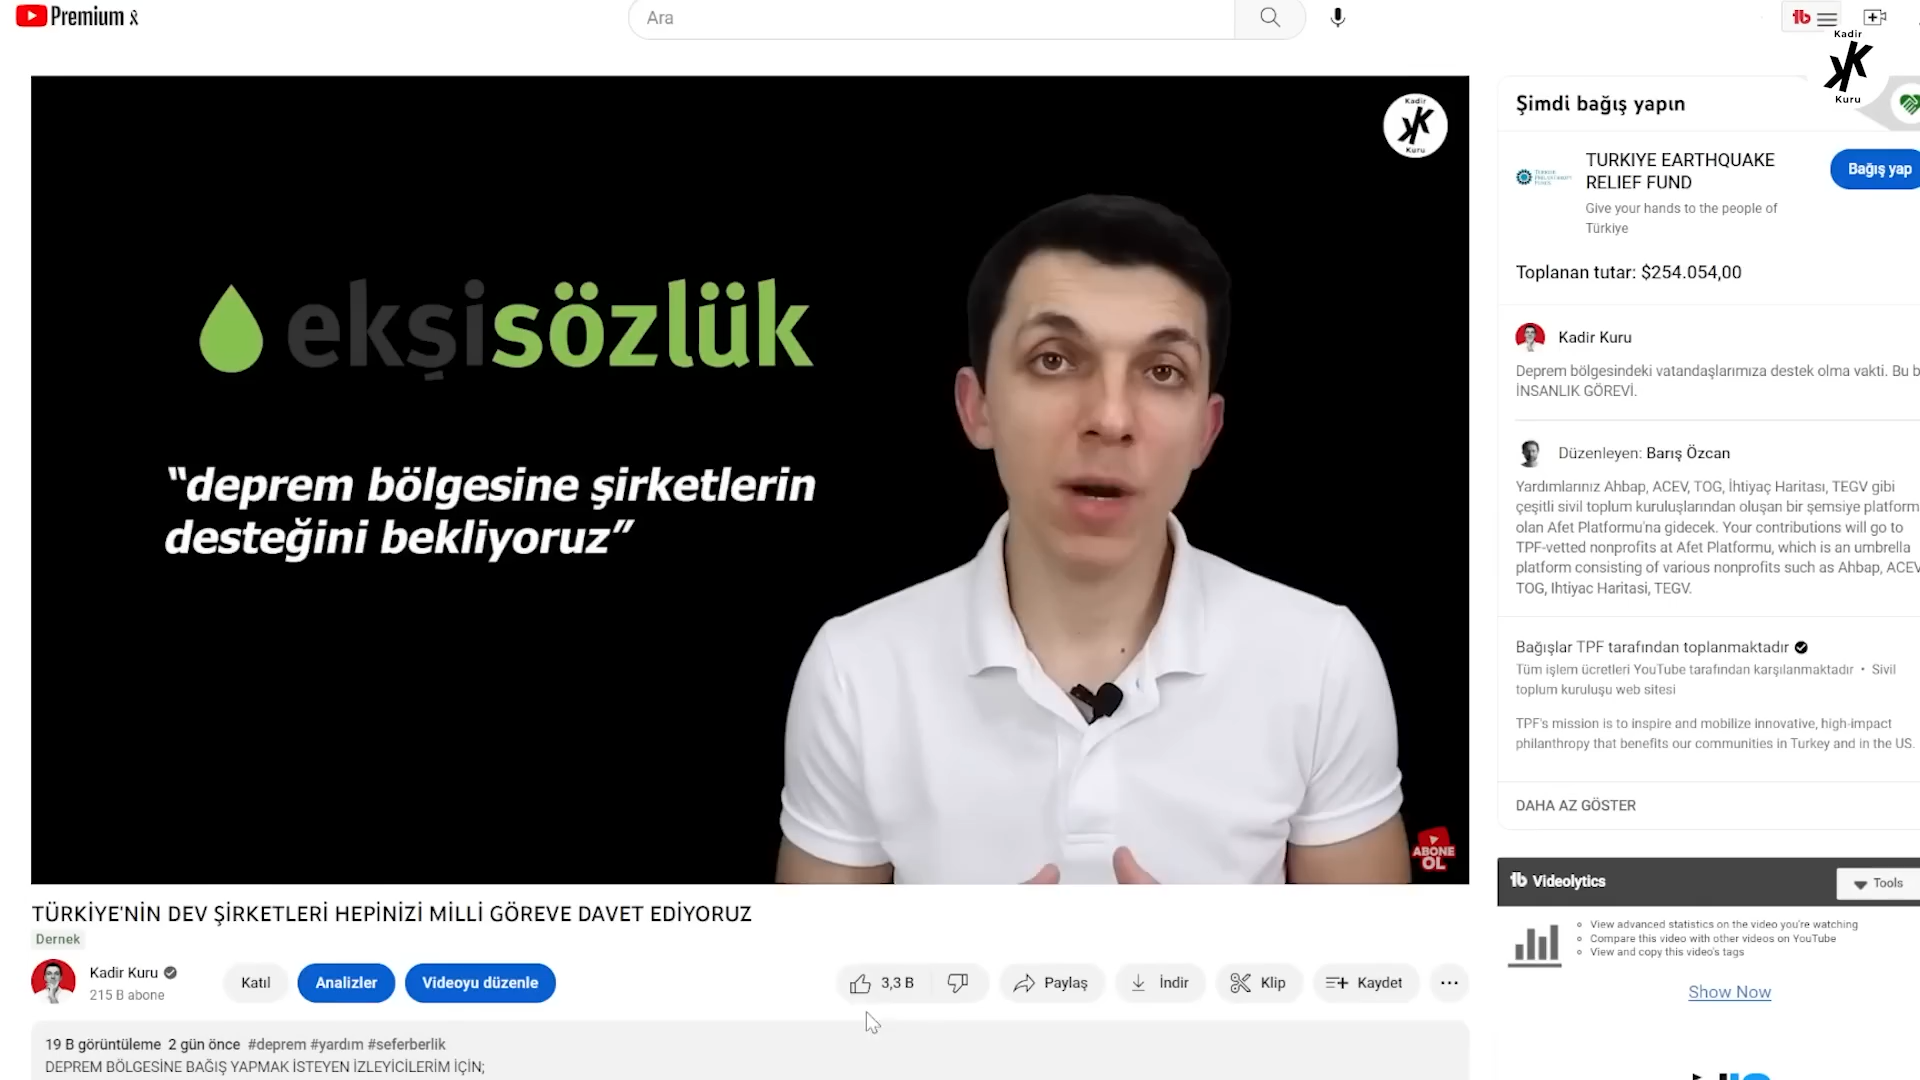 Premium
Ara
Kadir
Kuru
Kadir
Kuru
ekşisözlük
"deprem bölgesine şirketlerin
desteğini bekliyoruz"
ABONE
OL
TÜRKİYE'NİN DEV ŞİRKETLERİ HEPİNİZİ MİLLİ GÖREVE DAVET EDİYORUZ
Dernek
Kadir Kuru
215 B abone
Katıl
Analizler
Videoyu düzenle
3,3 B
Paylaş
İndir
Klip
Kaydet
19 B görüntüleme 2 gün önce #deprem #yardım #seferberlik
DEPREM BÖLGESİNE BAĞIŞ YAPMAK İSTEYEN İZLEYİCİLERİM İÇİN;
Şimdi bağış yapın
TURKIYE EARTHQUAKE
RELIEF FUND
Bağış yap
Give your hands to the people of
Türkiye
Toplanan tutar: $254.054,00
Kadir Kuru
Deprem bölgesindeki vatandaşlarımıza destek olma vakti. Bu b
İNSANLIK GÖREVİ.
Düzenleyen: Barış Özcan
Yardımlarınız Ahbap, ACEV, TOG, İhtiyaç Haritası, TEGV gibi
çeşitli sivil toplum kuruluşlarından oluşan bir şemsiye platform
olan Afet Platformu'na gidecek. Your contributions will go to
TPF-vetted nonprofits at Afet Platformu, which is an umbrella
platform consisting of various nonprofits such as Ahbap, ACEV
TOG, Ihtiyac Haritasi, TEGV.
Bağışlar TPF tarafından toplanmaktadır
Tüm işlem ücretleri YouTube tarafından karşılanmaktadır • Sivil
toplum kuruluşu web sitesi
TPF's mission is to inspire and mobilize innovative, high-impact
philanthropy that benefits our communities in Turkey and in the US.
DAHA AZ GÖSTER
Videolytics
Tools
View advanced statistics on the video you're watching
Compare this video with other videos on YouTube
View and copy this video's tags
Show Now